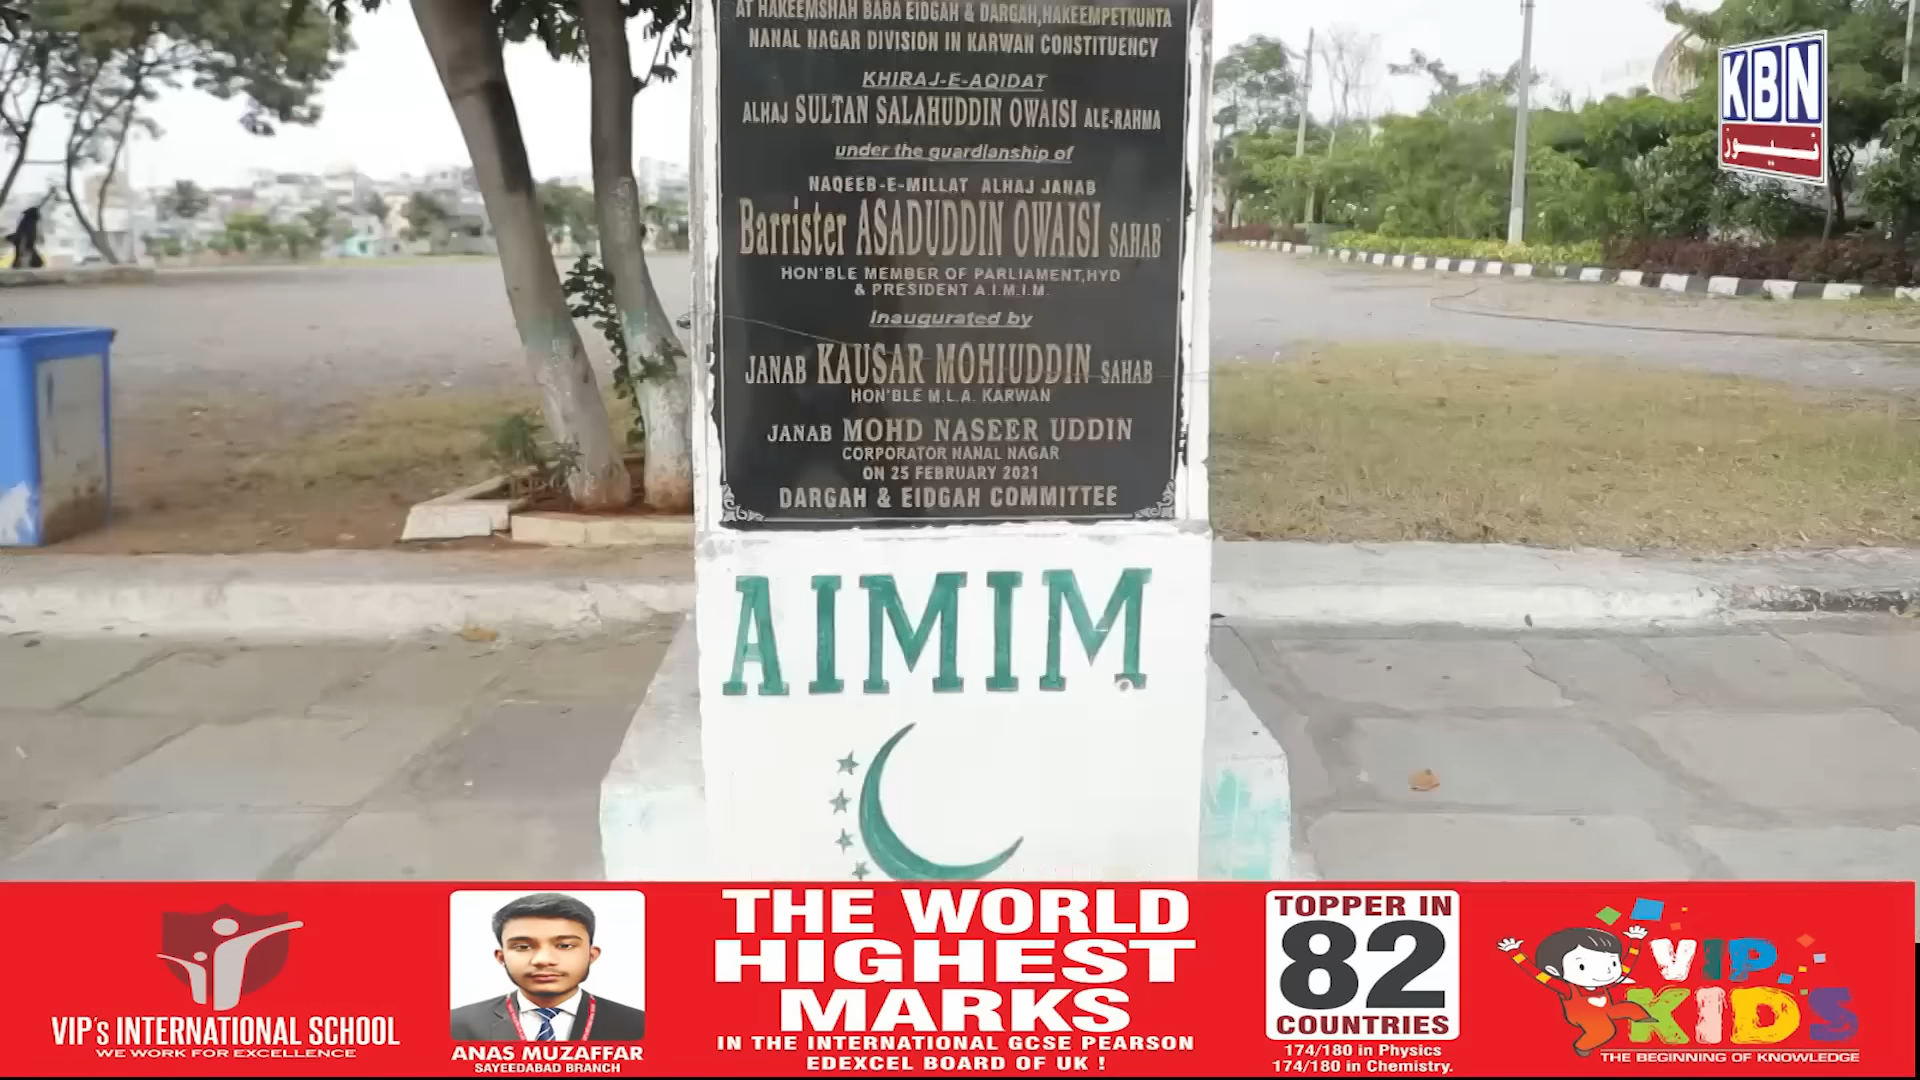 AT HAKEEMSHAH BABA EIDGAH & DARGAH,HAKEEMPETKUNTA
NANAL NAGAR DIVISION IN KARWAN CONSTITUENCY
KHIRAJ-E-AQIDAT
ALHAJ SULTAN SALAHUDDIN OWAISI ALE-RAHMA
under the guardianship of
NAQEEB-E-MILLAT ALHAJ JANAB
Barrister ASADUDDIN OWAISI SAHAB
HON'BLE MEMBER OF PARLIAMENT,HYD
& PRESIDENT A.I.M.I.M.
Inaugurated by
JANAB KAUSAR MOHIUDDIN SAHAB
HON'BLE M.L.A. KARWAN
JANAB MOHD NASEER UDDIN
CORPORATOR NANAL NAGAR
ON 25 FEBRUARY 2021
DARGAH & EIDGAH COMMITTEE
AIMIM
KBN
نیوز
VIP's INTERNATIONAL SCHOOL
WE WORK FOR EXCELLENCE
ANAS MUZAFFAR
SAYEEDABAD BRANCH
THE WORLD
HIGHEST
MARKS
IN THE INTERNATIONAL GCSE PEARSON
EDEXCEL BOARD OF UK !
TOPPER IN
82
COUNTRIES
174/180 in Physics
174/180 in Chemistry.
VIP
KIDS
THE BEGINNING OF KNOWLEDGE